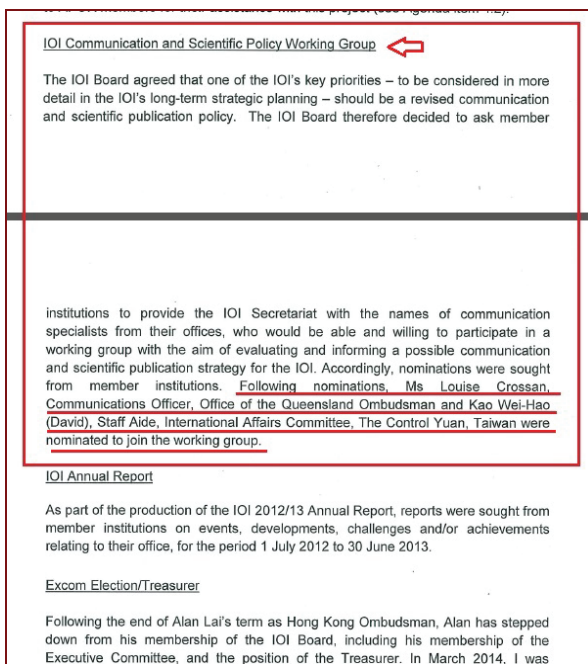 members for their assistance with this project (see Agenda Item
IOI Communication and Scientific Policy Working Group
The IOI Board agreed that one of the IOI's key priorities – to be considered in more
detail in the IOI's long-term strategic planning – should be a revised communication
and scientific publication policy. The IOI Board therefore decided to ask member
institutions to provide the IOI Secretariat with the names of communication
specialists from their offices, who would be able and willing to participate in a
working group with the aim of evaluating and informing a possible communication
and scientific publication strategy for the IOI. Accordingly, nominations were sought
from member institutions. Following nominations, Ms Louise Crossan,
Communications Officer, Office of the Queensland Ombudsman and Kao Wei-Hao
(David), Staff Aide, International Affairs Committee, The Control Yuan, Taiwan were
nominated to join the working group.
IOI Annual Report
As part of the production of the IOI 2012/13 Annual Report, reports were sought from
member institutions on events, developments, challenges and/or achievements
relating to their office, for the period 1 July 2012 to 30 June 2013.
Excom Election/Treasurer
Following the end of Alan Lai's term as Hong Kong Ombudsman, Alan has stepped
down from his membership of the IOI Board, including his membership of the
Executive Committee, and the position of the Treasurer. In March 2014, I was